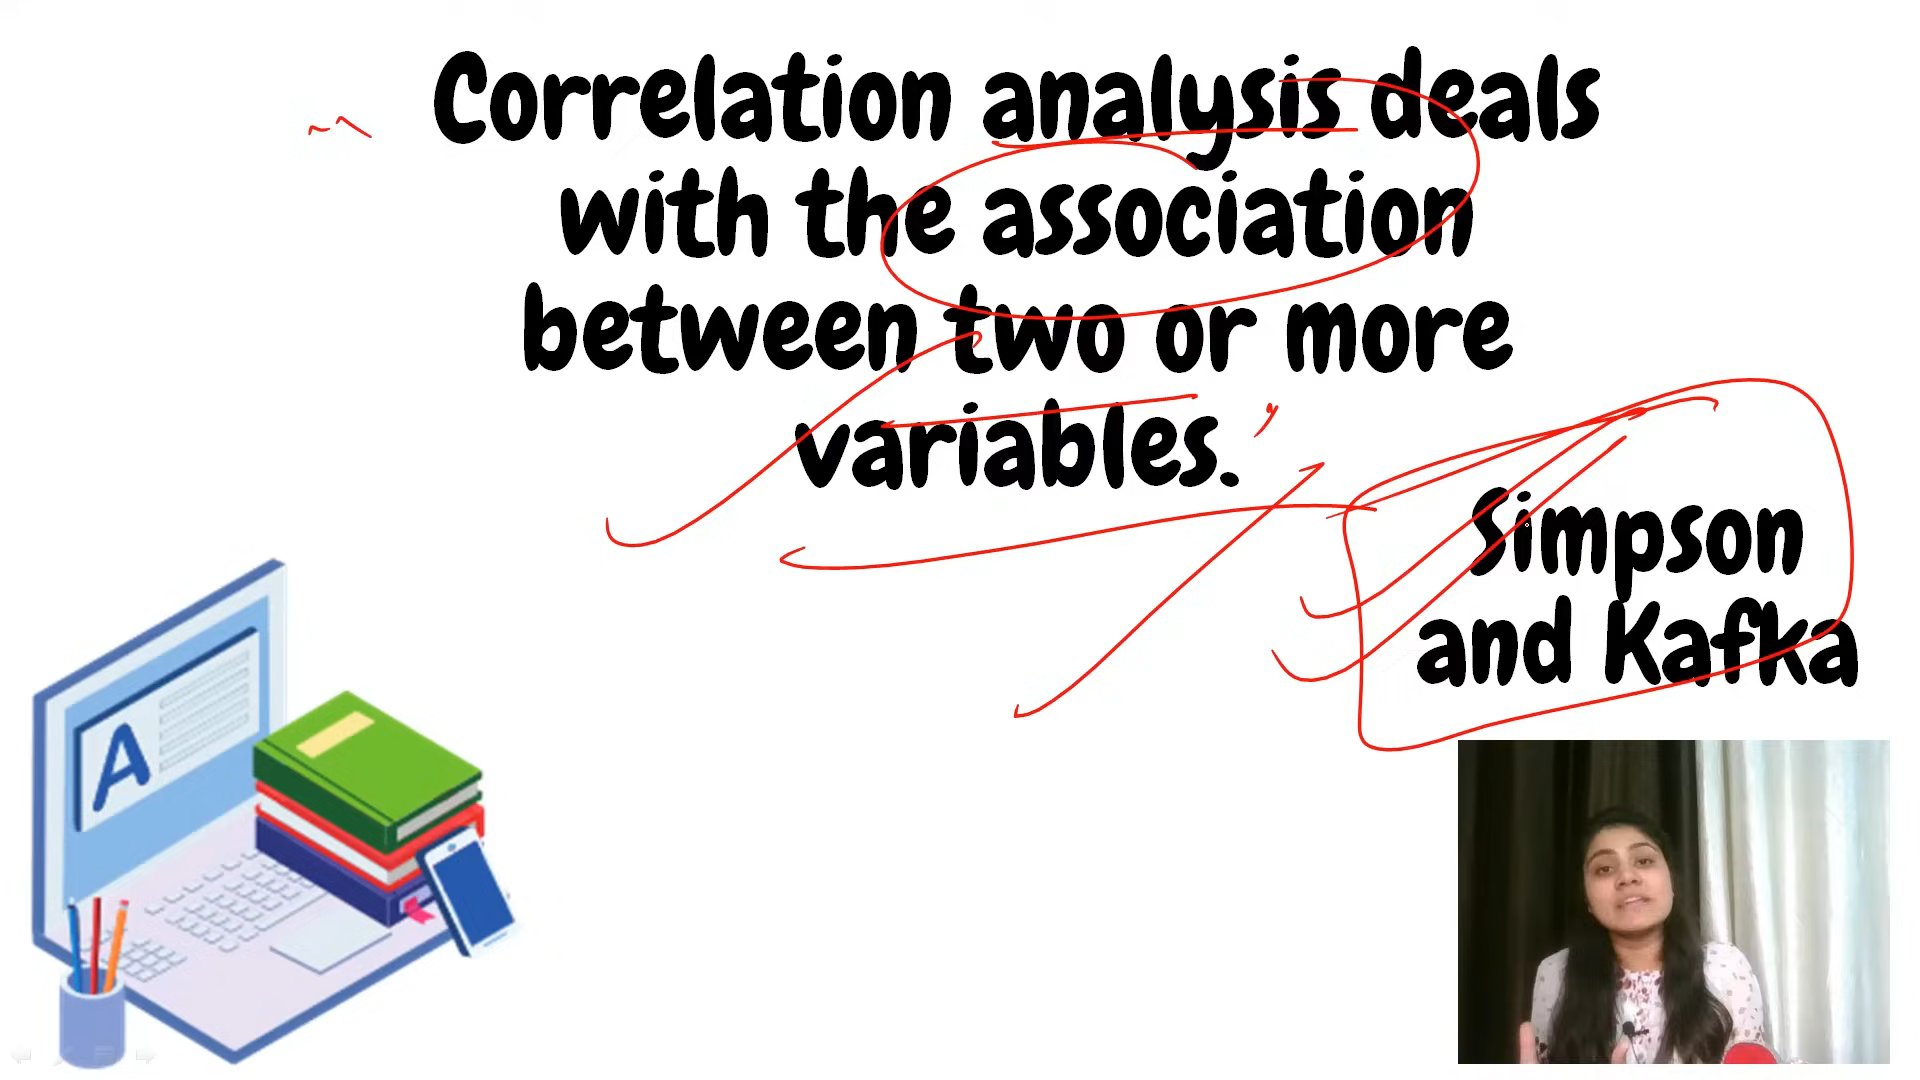 Correlation analysis deals
with the association
between two or more
variables.
Simpson
and Kafka
A